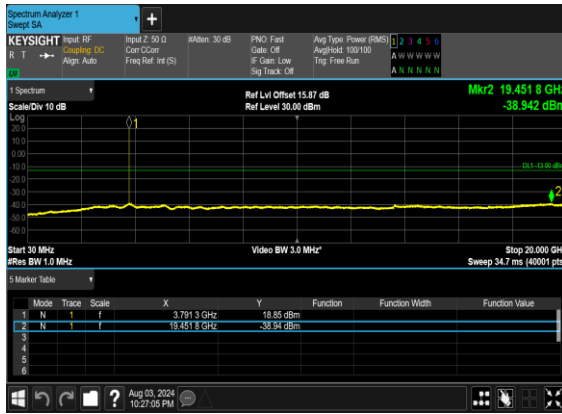 Spectrum Analyzer 1
Swept SA
+
KEYSIGHT Input: RF Input Z: 50 Ω #Atten: 30 dB PNO: Fast Avg Type: Power (RMS) 1 2 3 4 5 6
R T Coupling: DC Corr CCorr Gate: Off Avg|Hold: 100/100 A W W W W W
Align: Auto Freq Ref: Int (S) IF Gain: Low Trig: Free Run
LXI Sig Track: Off A N N N N N
1 Spectrum Ref Lvl Offset 15.87 dB Mkr2 19.451 8 GHz
Scale/Div 10 dB Ref Level 30.00 dBm -38.942 dBm
Log
1
20.0
10.0
0.00
-10.0 DL1 -13.00 dBm
-20.0
-30.0 2
-40.0
-50.0
-60.0
Start 30 MHz Video BW 3.0 MHz* Stop 20.000 GHz
#Res BW 1.0 MHz Sweep 34.7 ms (40001 pts)
5 Marker Table
Mode Trace Scale X Y Function Function Width Function Value
1 N 1 f 3.791 3 GHz 18.85 dBm
2 N 1 f 19.451 8 GHz -38.94 dBm
3
4
5
6
? Aug 03, 2024
10:27:05 PM